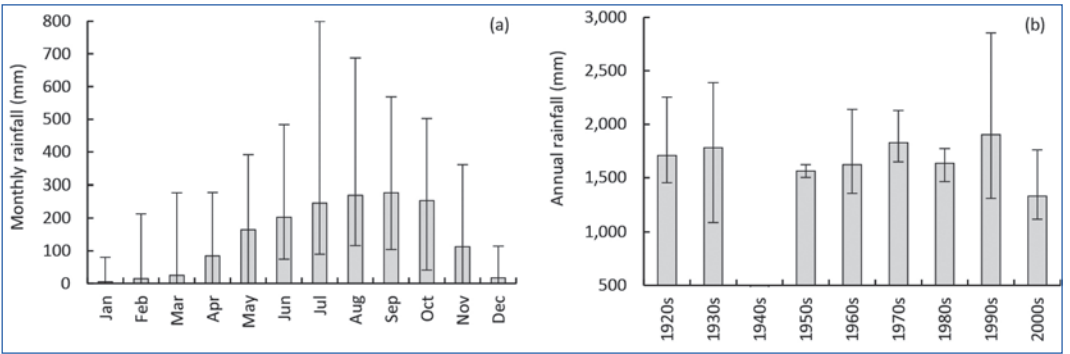 (a)
Monthly rainfall (mm)
800
700
600
500
400
300
200
100
0
Jan
Feb
Mar
Apr
May
Jun
Jul
Aug
Sep
Oct
Nov
Dec
(b)
Annual rainfall (mm)
3,000
2,500
2,000
1,500
1,000
500
1920s
1930s
1940s
1950s
1960s
1970s
1980s
1990s
2000s